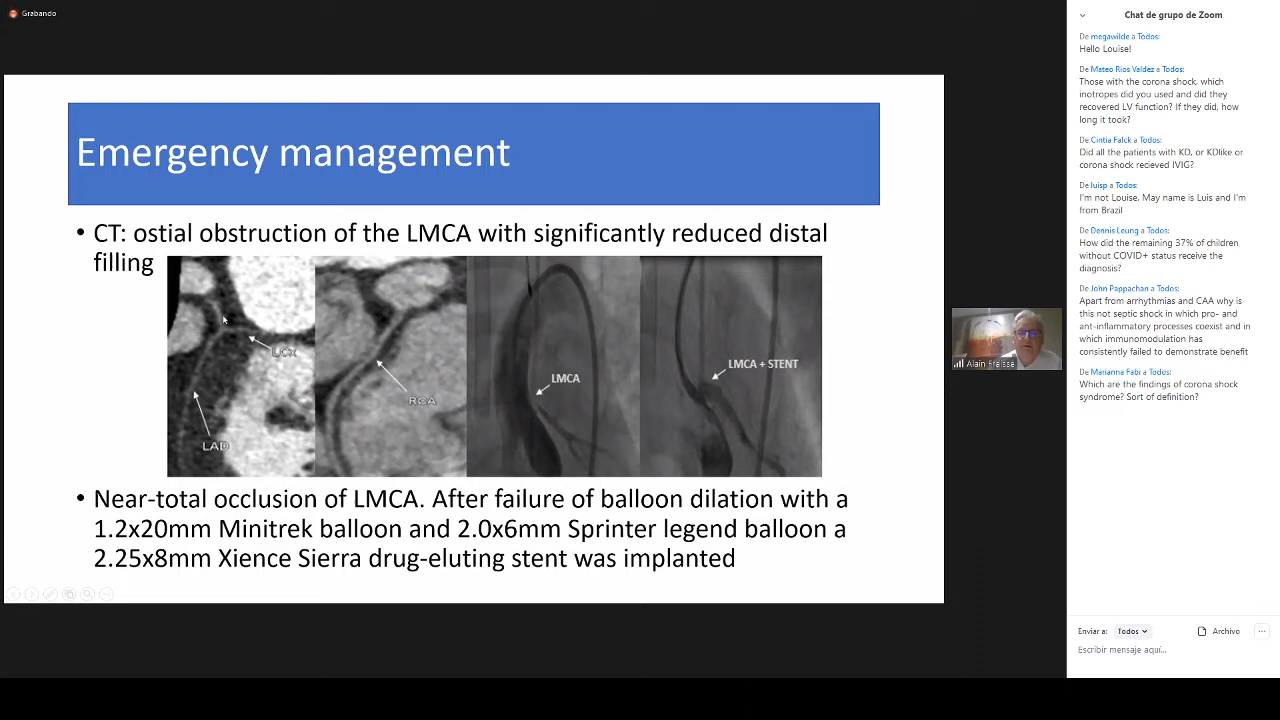 Grabando
Emergency management
• CT: ostial obstruction of the LMCA with significantly reduced distal
filling
LCx
LAD
RCA
LMCA
LMCA + STENT
• Near-total occlusion of LMCA. After failure of balloon dilation with a
1.2x20mm Minitrek balloon and 2.0x6mm Sprinter legend balloon a
2.25x8mm Xience Sierra drug-eluting stent was implanted
Alain Fraisse
Chat de grupo de Zoom
De megawilde a Todos:
Hello Louise!
De Mateo Rios Valdez a Todos:
Those with the corona shock, which
inotropes did you used and did they
recovered LV function? If they did, how
long it took?
De Cintia Falck a Todos:
Did all the patients with KD, or KDlike or
corona shock recieved IVIG?
De luisp a Todos:
I'm not Louise. May name is Luis and I'm
from Brazil
De Dennis Leung a Todos:
How did the remaining 37% of children
without COVID+ status receive the
diagnosis?
De John Pappachan a Todos:
Apart from arrhythmias and CAA why is
this not septic shock in which pro- and
ant-inflammatory processes coexist and in
which immunomodulation has
consistently failed to demonstrate benefit
De Marianna Fabi a Todos:
Which are the findings of corona shock
syndrome? Sort of definition?
Enviar a: Todos Archivo ...
Escribir mensaje aquí...